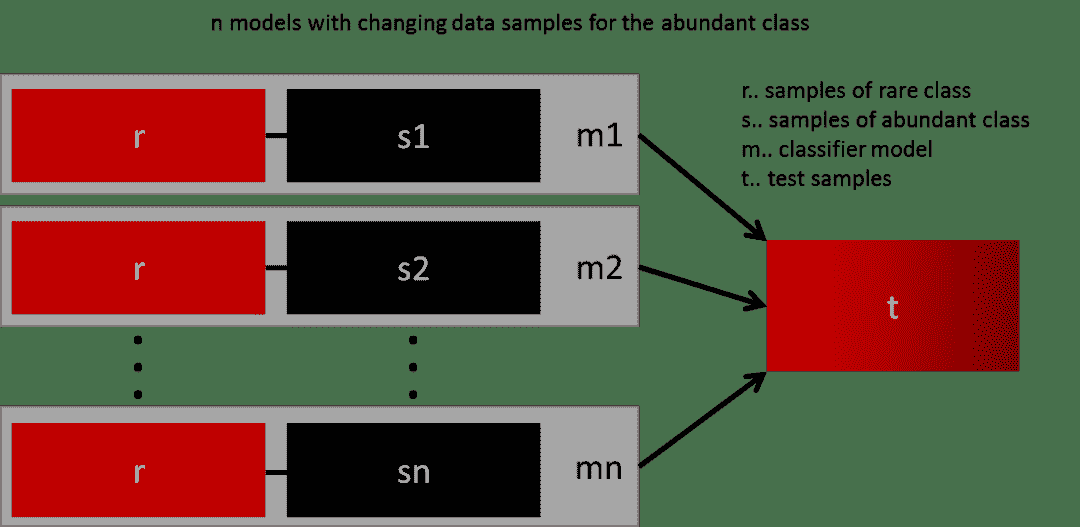 n models with changing data samples for the abundant class
r.. samples of rare class
s.. samples of abundant class
m.. classifier model
t.. test samples
r s1 m1
r s2 m2
t
r sn mn